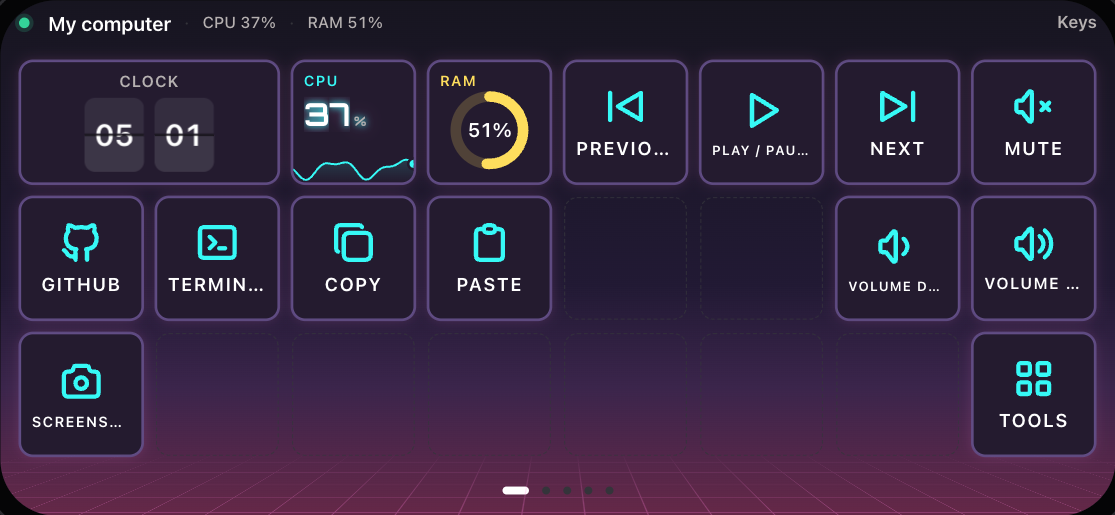 My computer · CPU 37% · RAM 51%
Keys
CLOCK
05 01
CPU
37%
RAM
51%
PREVIO...
PLAY / PAU...
NEXT
MUTE
GITHUB
TERMIN...
COPY
PASTE
VOLUME D...
VOLUME ...
SCREENS...
TOOLS